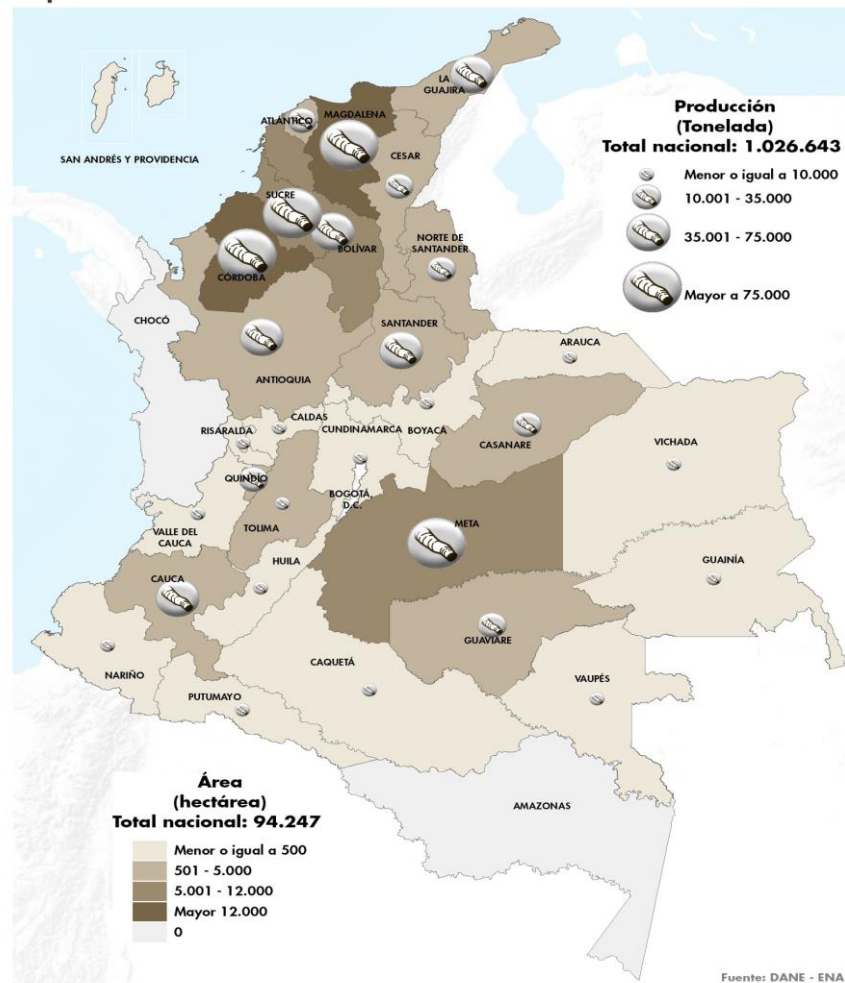 LA
GUAJIRA
ATLÁNTICO
MAGDALENA
SAN ANDRÉS Y PROVIDENCIA
CESAR
SUCRE
BOLÍVAR
NORTE DE
SANTANDER
CÓRDOBA
CHOCÓ
SANTANDER
ARAUCA
ANTIOQUIA
RISARALDA
CALDAS
CUNDINAMARCA
BOYACÁ
CASANARE
VICHADA
QUINDÍO
BOGOTÁ,
D.C.
META
VALLE DEL
CAUCA
TOLIMA
HUILA
GUAINÍA
CAUCA
GUAVIARE
NARIÑO
CAQUETÁ
VAUPÉS
PUTUMAYO
AMAZONAS
Producción
(Tonelada)
Total nacional: 1.026.643
Menor o igual a 10.000
10.001 - 35.000
35.001 - 75.000
Mayor a 75.000
Área
(hectárea)
Total nacional: 94.247
Menor o igual a 500
501 - 5.000
5.001 - 12.000
Mayor 12.000
0
Fuente: DANE - ENA